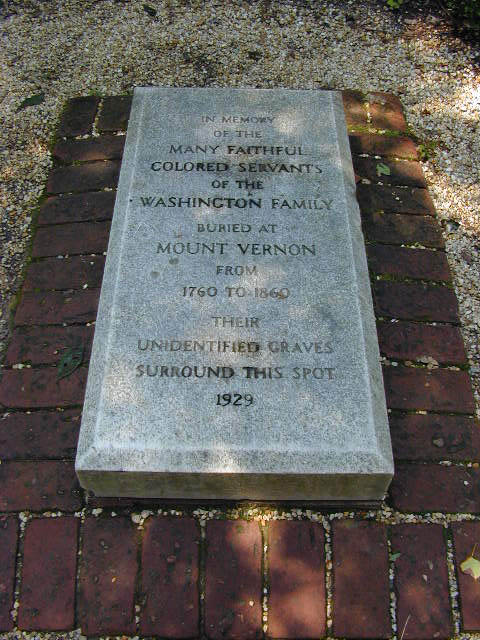 IN MEMORY
OF THE
MANY FAITHFUL
COLORED SERVANTS
OF THE
WASHINGTON FAMILY
BURIED AT
MOUNT VERNON
FROM
1760 TO 1860
THEIR
UNIDENTIFIED GRAVES
SURROUND THIS SPOT
1929